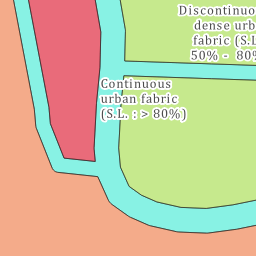 Discontinuo
dense urb
fabric (S.L
50% - 80%
Continuous
urban fabric
(S.L. : > 80%)